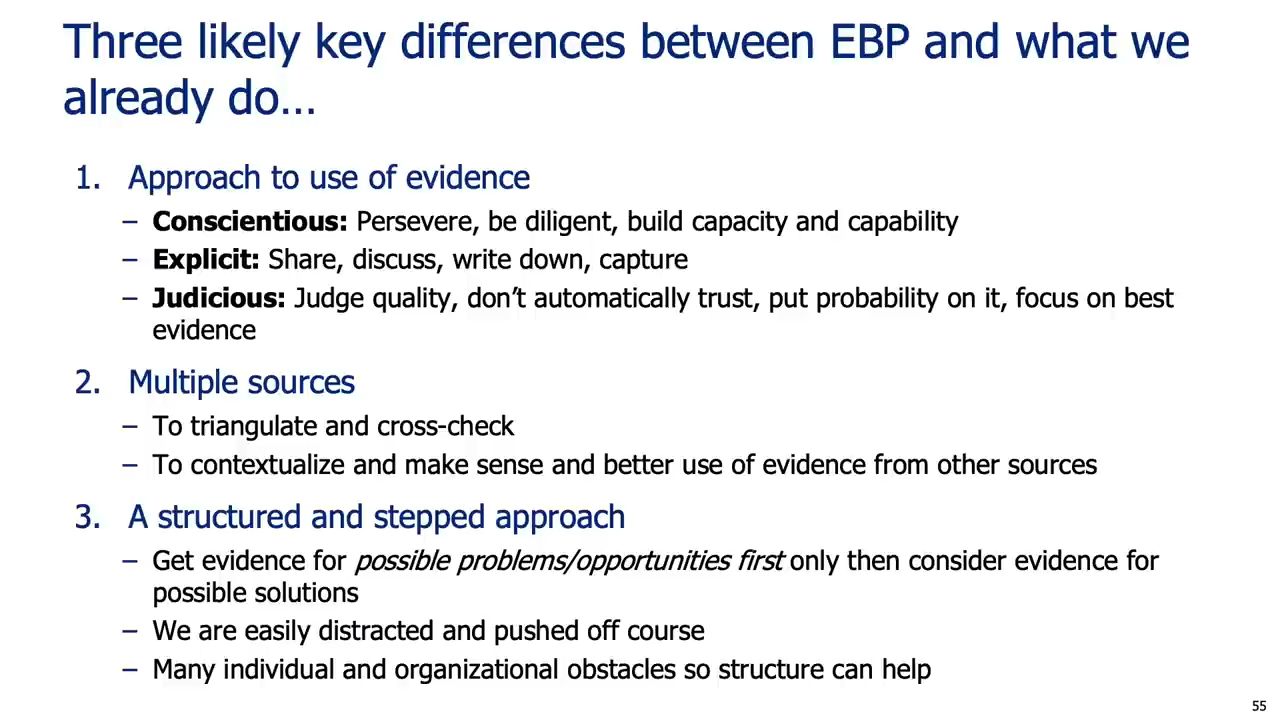 Three likely key differences between EBP and what we
already do...
1. Approach to use of evidence
– Conscientious: Persevere, be diligent, build capacity and capability
– Explicit: Share, discuss, write down, capture
– Judicious: Judge quality, don’t automatically trust, put probability on it, focus on best
evidence
2. Multiple sources
– To triangulate and cross-check
– To contextualize and make sense and better use of evidence from other sources
3. A structured and stepped approach
– Get evidence for possible problems/opportunities first only then consider evidence for
possible solutions
– We are easily distracted and pushed off course
– Many individual and organizational obstacles so structure can help
55